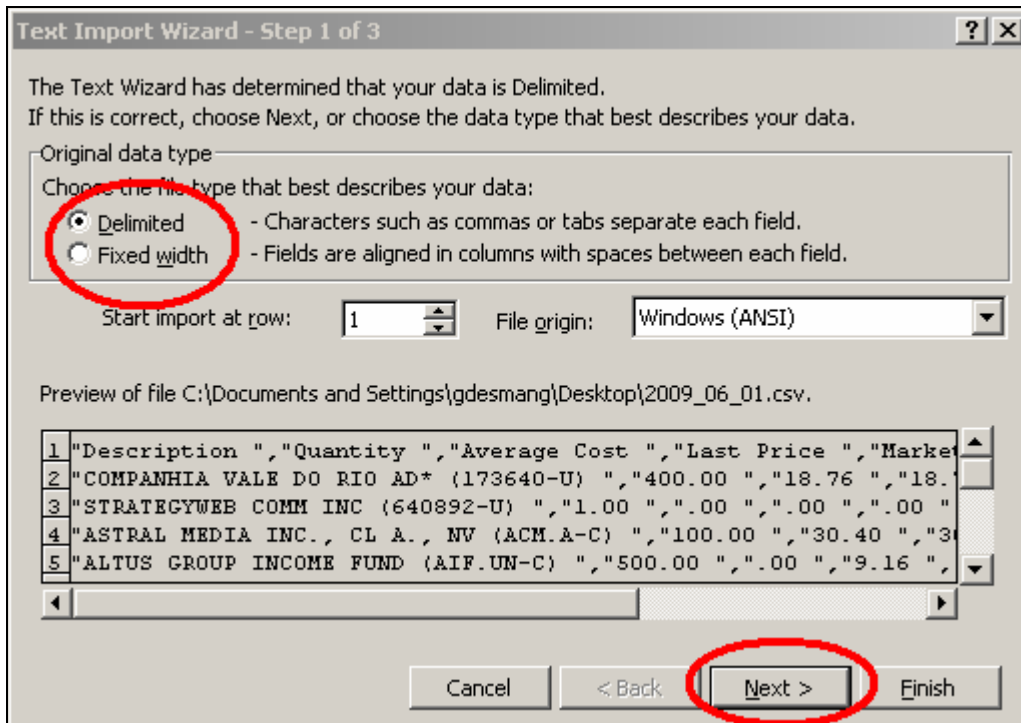 Text Import Wizard - Step 1 of 3
The Text Wizard has determined that your data is Delimited.
If this is correct, choose Next, or choose the data type that best describes your data.
Original data type
Choose the file type that best describes your data:
Delimited - Characters such as commas or tabs separate each field.
Fixed width - Fields are aligned in columns with spaces between each field.
Start import at row: 1 File origin: Windows (ANSI)
Preview of file C:\Documents and Settings\gdesmang\Desktop\2009_06_01.csv.
1 "Description ","Quantity ","Average Cost ","Last Price ","Market
2 "COMPANHIA VALE DO RIO AD* (173640-U) ","400.00 ","18.76 ","18.
3 "STRATEGYWEB COMM INC (640892-U) ","1.00 ",".00 ",".00 ",".00 "
4 "ASTRAL MEDIA INC., CL A., NV (ACM.A-C) ","100.00 ","30.40 ","3
5 "ALTUS GROUP INCOME FUND (AIF.UN-C) ","500.00 ",".00 ","9.16 ",
Cancel < Back Next > Finish